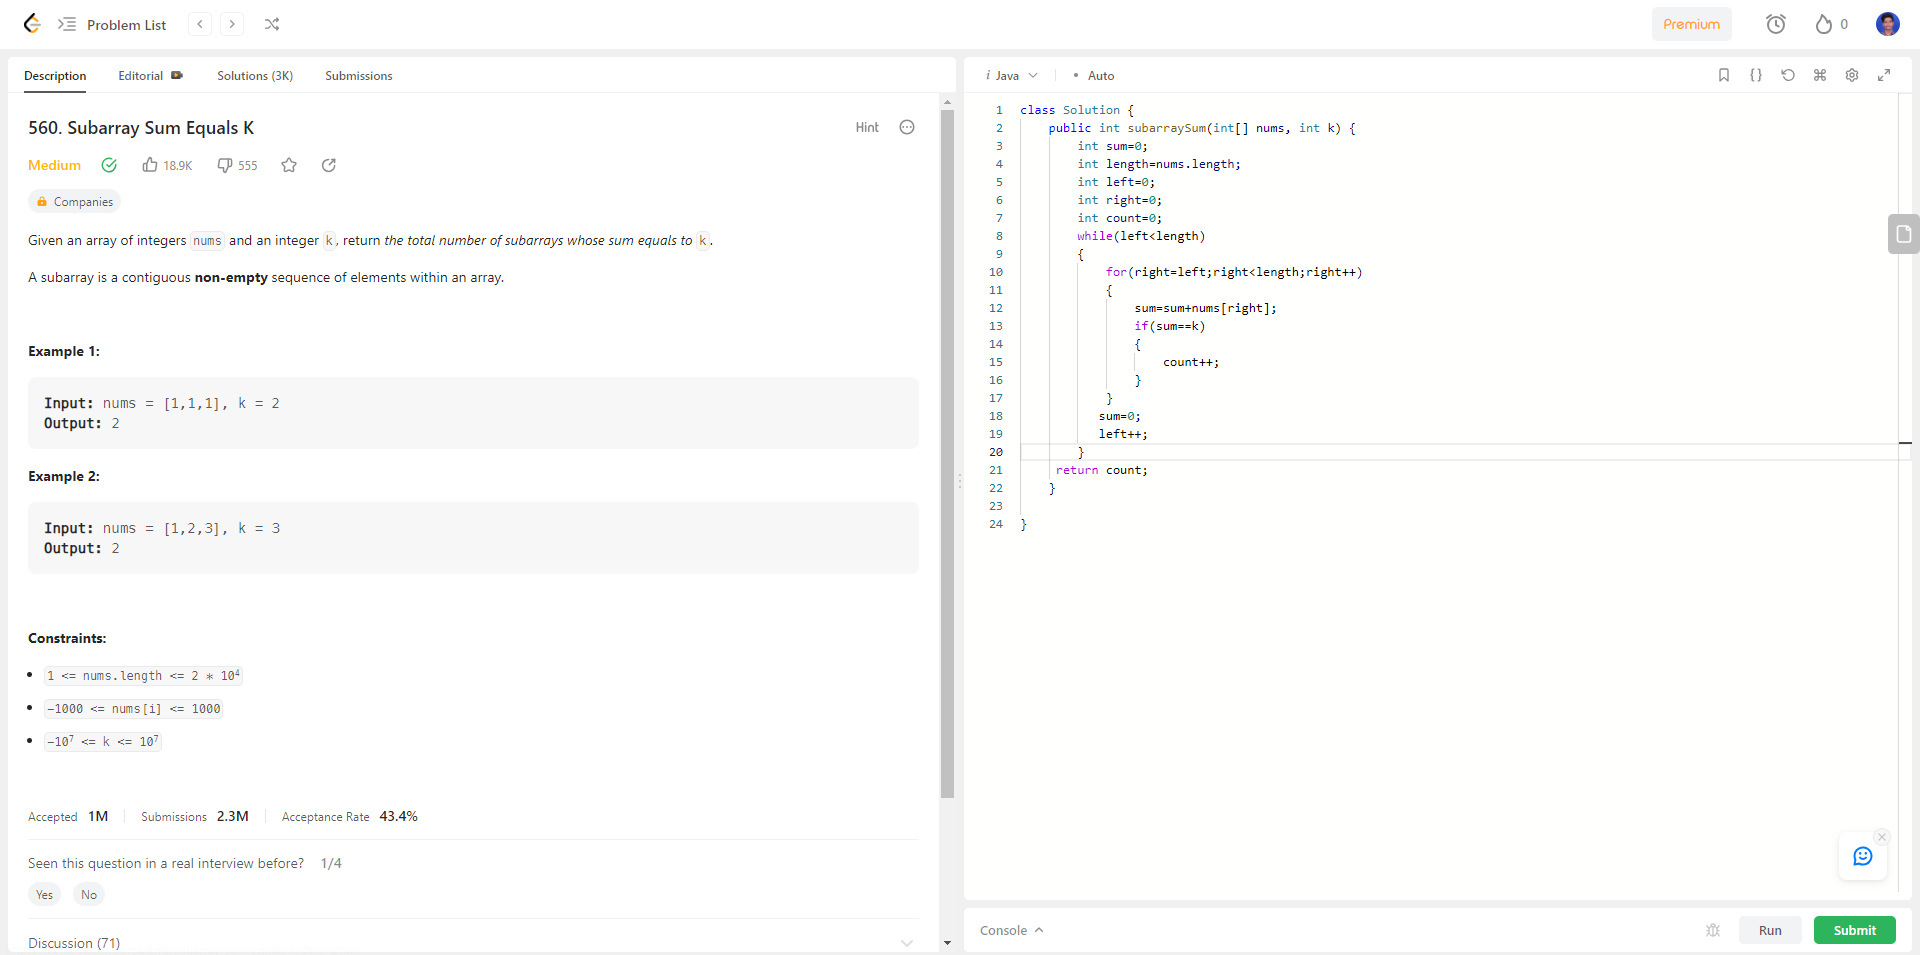 Problem List
Premium
0
Description Editorial Solutions (3K) Submissions
560. Subarray Sum Equals K
Hint
Medium 18.9K 555
Companies
Given an array of integers nums and an integer k, return the total number of subarrays whose sum equals to k.
A subarray is a contiguous non-empty sequence of elements within an array.
Example 1:
Input: nums = [1,1,1], k = 2
Output: 2
Example 2:
Input: nums = [1,2,3], k = 3
Output: 2
Constraints:
• 1 <= nums.length <= 2 * 10⁴
• -1000 <= nums[i] <= 1000
• -10⁷ <= k <= 10⁷
Accepted 1M Submissions 2.3M Acceptance Rate 43.4%
Seen this question in a real interview before? 1/4
Yes No
Discussion (71)
i Java • Auto
1 class Solution {
2     public int subarraySum(int[] nums, int k) {
3         int sum=0;
4         int length=nums.length;
5         int left=0;
6         int right=0;
7         int count=0;
8         while(left<length)
9         {
10             for(right=left;right<length;right++)
11             {
12                 sum=sum+nums[right];
13                 if(sum==k)
14                 {
15                     count++;
16                 }
17             }
18            sum=0;
19            left++;
20         }
21      return count;
22     }
23
24 }
Console
Run Submit